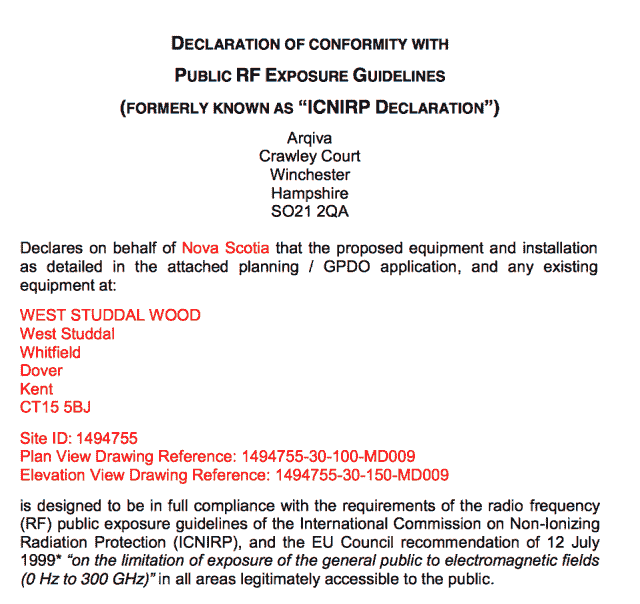 DECLARATION OF CONFORMITY WITH
PUBLIC RF EXPOSURE GUIDELINES
(FORMERLY KNOWN AS “ICNIRP DECLARATION”)
Arqiva
Crawley Court
Winchester
Hampshire
SO21 2QA
Declares on behalf of Nova Scotia that the proposed equipment and installation
as detailed in the attached planning / GPDO application, and any existing
equipment at:
WEST STUDDAL WOOD
West Studdal
Whitfield
Dover
Kent
CT15 5BJ
Site ID: 1494755
Plan View Drawing Reference: 1494755-30-100-MD009
Elevation View Drawing Reference: 1494755-30-150-MD009
is designed to be in full compliance with the requirements of the radio frequency
(RF) public exposure guidelines of the International Commission on Non-Ionizing
Radiation Protection (ICNIRP), and the EU Council recommendation of 12 July
1999* “on the limitation of exposure of the general public to electromagnetic fields
(0 Hz to 300 GHz)” in all areas legitimately accessible to the public.